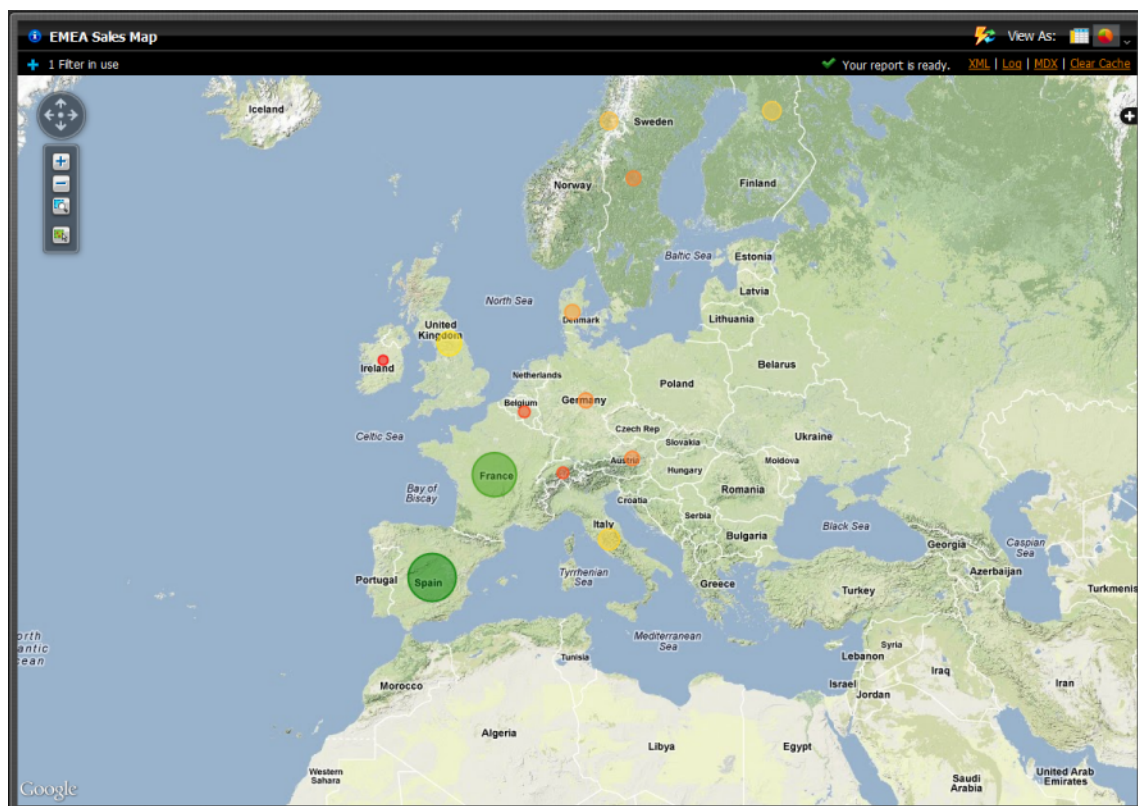 EMEA Sales Map
View As:
1 Filter in use
Your report is ready.
XML | Log | MDX | Clear Cache
Iceland
Sweden
Norway
Finland
Baltic Sea
Estonia
North Sea
Latvia
Denmark
Lithuania
United
Kingdom
Ireland
Belarus
Netherlands
Poland
Belgium
Germany
Celtic Sea
Czech Rep
Ukraine
Slovakia
Austria
Moldova
Hungary
France
Bay of
Biscay
Romania
Croatia
Serbia
Italy
Black Sea
Bulgaria
Georgia
Caspian
Sea
Portugal
Spain
Tyrrhenian
Sea
Greece
Azerbaijan
Turkey
Turkmenis
orth
antic
cean
Mediterranean
Sea
Tunisia
Syria
Lebanon
Iraq
Morocco
Israel
Jordan
Iran
Algeria
Libya
Egypt
Western
Sahara
Saudi
Arabia
United Arab
Emirates
Google